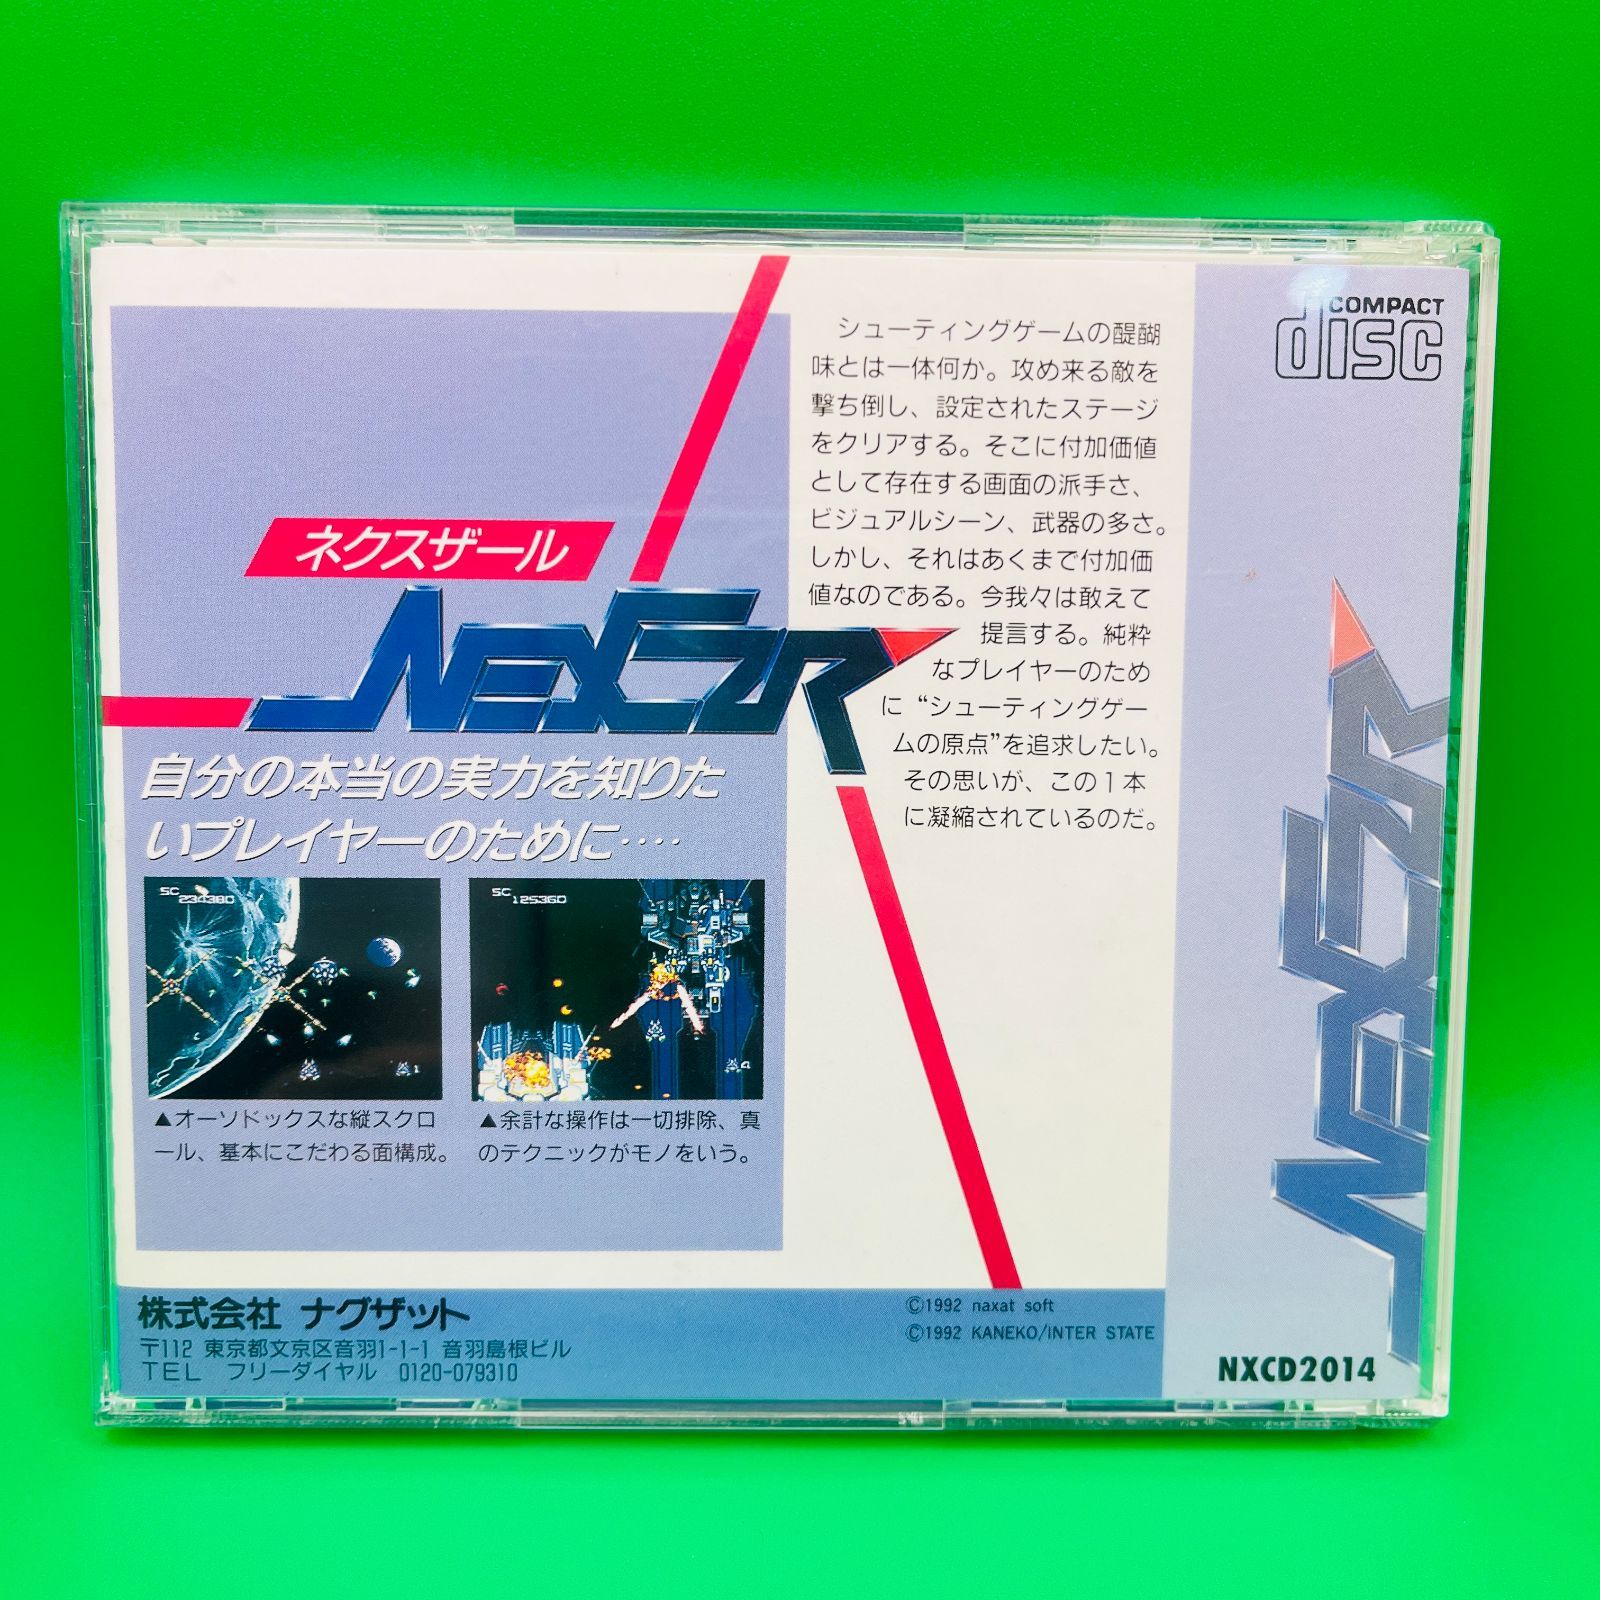 COMPACT
disc
シューティングゲームの醍醐
味とは一体何か。攻め来る敵を
撃ち倒し、設定されたステージ
をクリアする。そこに付加価値
として存在する画面の派手さ、
ビジュアルシーン、武器の多さ。
しかし、それはあくまで付加価
値なのである。今我々は敢えて
提言する。純粋
なプレイヤーのため
に“シューティングゲー
ムの原点”を追求したい。
その思いが、この1本
に凝縮されているのだ。
ネクスザール
NEXZR
自分の本当の実力を知りた
いプレイヤーのために‥‥
SC
234380
1
SC
125360
4
▲オーソドックスな縦スクロ
ール、基本にこだわる面構成。
▲余計な操作は一切排除、真
のテクニックがモノをいう。
NEXZR
株式会社 ナグザット
〒112 東京都文京区音羽1-1-1 音羽島根ビル
TEL フリーダイヤル 0120-079310
©1992 naxat soft
©1992 KANEKO/INTER STATE
NXCD2014